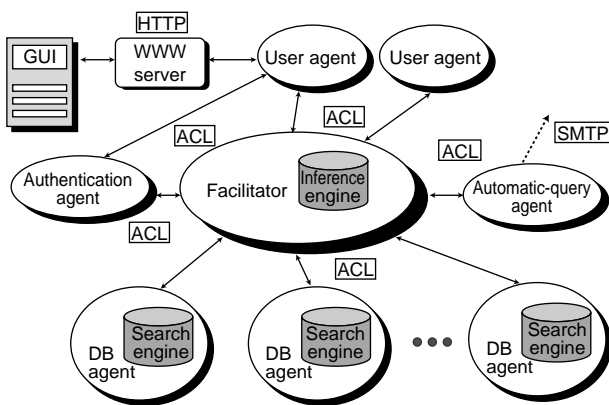 HTTP
GUI
WWW
server
User agent
User agent
ACL
ACL
ACL
SMTP
Authentication
agent
Facilitator
Inference
engine
Automatic-query
agent
ACL
ACL
DB
agent
Search
engine
DB
agent
Search
engine
DB
agent
Search
engine